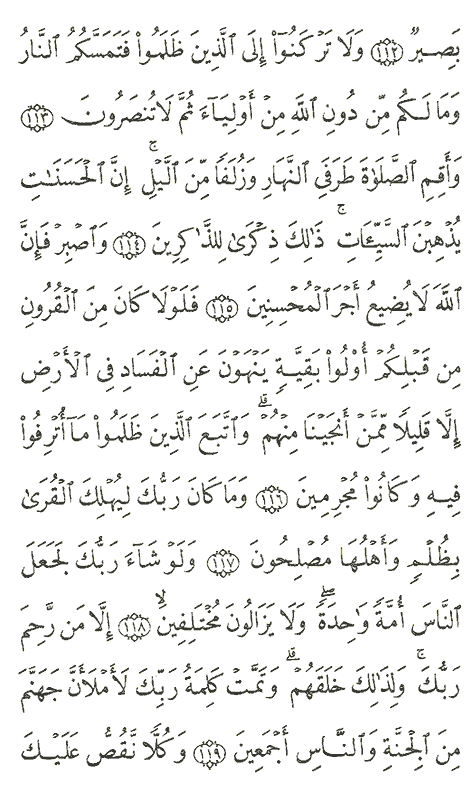 بَصِيرٌ ﴿١١٢﴾ وَلَا تَرْكَنُوٓا۟ إِلَى ٱلَّذِينَ ظَلَمُوا۟ فَتَمَسَّكُمُ ٱلنَّارُ
وَمَا لَكُم مِّن دُونِ ٱللَّهِ مِنْ أَوْلِيَآءَ ثُمَّ لَا تُنصَرُونَ ﴿١١٣﴾
وَأَقِمِ ٱلصَّلَوٰةَ طَرَفَىِ ٱلنَّهَارِ وَزُلَفًا مِّنَ ٱلَّيْلِ ۚ إِنَّ ٱلْحَسَنَٰتِ
يُذْهِبْنَ ٱلسَّيِّـَٔاتِ ۚ ذَٰلِكَ ذِكْرَىٰ لِلذَّٰكِرِينَ ﴿١١٤﴾ وَٱصْبِرْ فَإِنَّ
ٱللَّهَ لَا يُضِيعُ أَجْرَ ٱلْمُحْسِنِينَ ﴿١١٥﴾ فَلَوْلَا كَانَ مِنَ ٱلْقُرُونِ
مِن قَبْلِكُمْ أُو۟لُوا۟ بَقِيَّةٍ يَنْهَوْنَ عَنِ ٱلْفَسَادِ فِى ٱلْأَرْضِ
إِلَّا قَلِيلًا مِّمَّنْ أَنجَيْنَا مِنْهُمْ ۗ وَٱتَّبَعَ ٱلَّذِينَ ظَلَمُوا۟ مَآ أُتْرِفُوا۟
فِيهِ وَكَانُوا۟ مُجْرِمِينَ ﴿١١٦﴾ وَمَا كَانَ رَبُّكَ لِيُهْلِكَ ٱلْقُرَىٰ
بِظُلْمٍ وَأَهْلُهَا مُصْلِحُونَ ﴿١١٧﴾ وَلَوْ شَآءَ رَبُّكَ لَجَعَلَ
ٱلنَّاسَ أُمَّةً وَٰحِدَةً ۖ وَلَا يَزَالُونَ مُخْتَلِفِينَ ۙ ﴿١١٨﴾ إِلَّا مَن رَّحِمَ
رَبُّكَ ۚ وَلِذَٰلِكَ خَلَقَهُمْ ۗ وَتَمَّتْ كَلِمَةُ رَبِّكَ لَأَمْلَأَنَّ جَهَنَّمَ
مِنَ ٱلْجِنَّةِ وَٱلنَّاسِ أَجْمَعِينَ ﴿١١٩﴾ وَكُلًّا نَّقُصُّ عَلَيْكَ